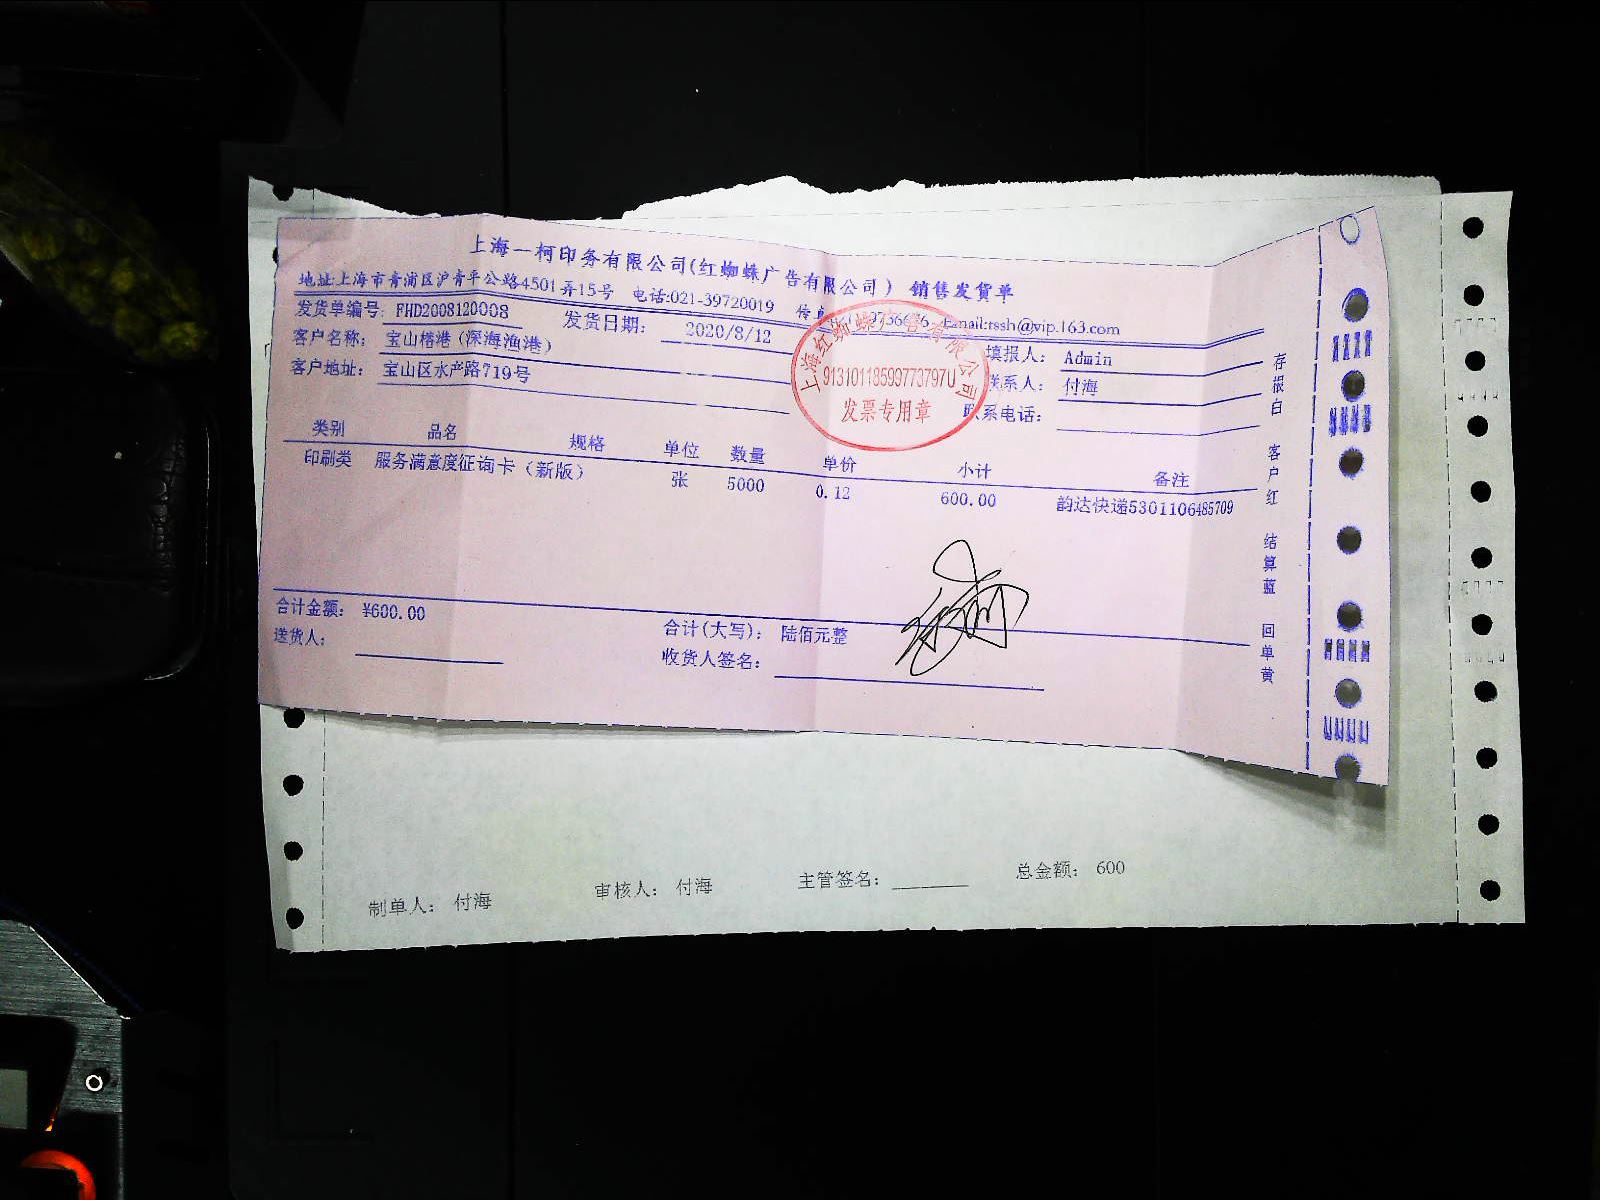 上海一柯印务有限公司(红蜘蛛广告有限公司) 销售发货单
地址:上海市青浦区沪青平公路4501弄15号 电话:021-39720019 传真 Email:rssh@vip.163.com
发货单编号: FHD2008120008 发货日期: 2020/8/12 填报人: Admin
客户名称: 宝山椿港(深海渔港) 联系人: 付海
客户地址: 宝山区水产路719号 联系电话:
上海红蜘蛛广告有限公司
91310118599773797U
发票专用章
类别 品名 规格 单位 数量 单价 小计 备注
印刷类 服务满意度征询卡(新版) 张 5000 0.12 600.00 韵达快递5301106485709
合计金额: ¥600.00 合计(大写): 陆佰元整
送货人: 收货人签名:
存根白 客户红 结算蓝 回单黄
制单人: 付海 审核人: 付海 主管签名: 总金额: 600